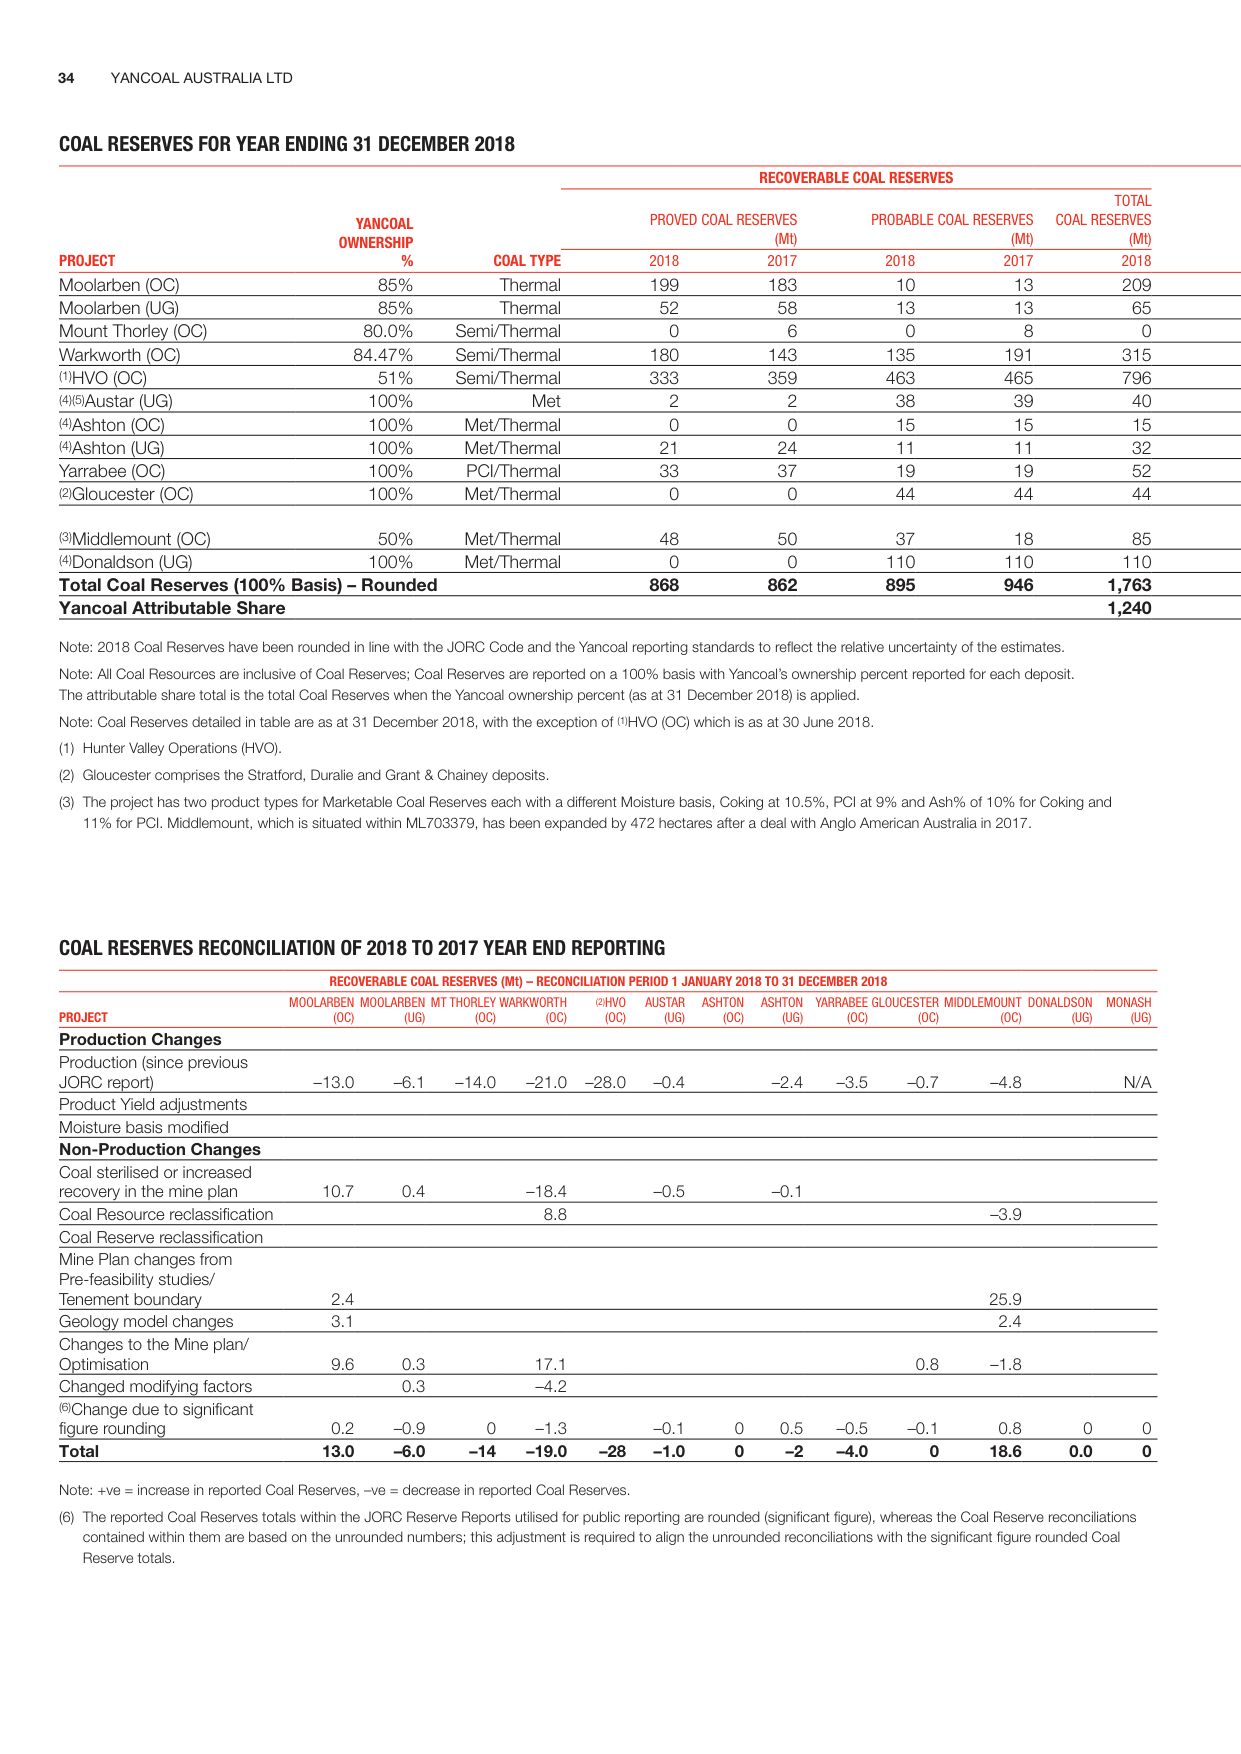 34 YANCOAL AUSTRALIA LTD
COAL RESERVES FOR YEAR ENDING 31 DECEMBER 2018
RECOVERABLE COAL RESERVES
PROJECT YANCOAL OWNERSHIP % COAL TYPE PROVED COAL RESERVES (Mt) PROBABLE COAL RESERVES (Mt) TOTAL COAL RESERVES (Mt)
2018 2017 2018 2017 2018
Moolarben (OC) 85% Thermal 199 183 10 13 209
Moolarben (UG) 85% Thermal 52 58 13 13 65
Mount Thorley (OC) 80.0% Semi/Thermal 0 6 0 8 0
Warkworth (OC) 84.47% Semi/Thermal 180 143 135 191 315
(1)HVO (OC) 51% Semi/Thermal 333 359 463 465 796
(4)(5)Austar (UG) 100% Met 2 2 38 39 40
(4)Ashton (OC) 100% Met/Thermal 0 0 15 15 15
(4)Ashton (UG) 100% Met/Thermal 21 24 11 11 32
Yarrabee (OC) 100% PCI/Thermal 33 37 19 19 52
(2)Gloucester (OC) 100% Met/Thermal 0 0 44 44 44
(3)Middlemount (OC) 50% Met/Thermal 48 50 37 18 85
(4)Donaldson (UG) 100% Met/Thermal 0 0 110 110 110
Total Coal Reserves (100% Basis) – Rounded 868 862 895 946 1,763
Yancoal Attributable Share 1,240
Note: 2018 Coal Reserves have been rounded in line with the JORC Code and the Yancoal reporting standards to reflect the relative uncertainty of the estimates.
Note: All Coal Resources are inclusive of Coal Reserves; Coal Reserves are reported on a 100% basis with Yancoal's ownership percent reported for each deposit.
The attributable share total is the total Coal Reserves when the Yancoal ownership percent (as at 31 December 2018) is applied.
Note: Coal Reserves detailed in table are as at 31 December 2018, with the exception of (1)HVO (OC) which is as at 30 June 2018.
(1) Hunter Valley Operations (HVO).
(2) Gloucester comprises the Stratford, Duralie and Grant & Chainey deposits.
(3) The project has two product types for Marketable Coal Reserves each with a different Moisture basis, Coking at 10.5%, PCI at 9% and Ash% of 10% for Coking and
11% for PCI. Middlemount, which is situated within ML703379, has been expanded by 472 hectares after a deal with Anglo American Australia in 2017.
COAL RESERVES RECONCILIATION OF 2018 TO 2017 YEAR END REPORTING
RECOVERABLE COAL RESERVES (Mt) – RECONCILIATION PERIOD 1 JANUARY 2018 TO 31 DECEMBER 2018
MOOLARBEN MOOLARBEN MT THORLEY WARKWORTH (2)HVO AUSTAR ASHTON ASHTON YARRABEE GLOUCESTER MIDDLEMOUNT DONALDSON MONASH
PROJECT (OC) (UG) (OC) (OC) (OC) (UG) (OC) (UG) (OC) (OC) (OC) (UG) (UG)
Production Changes
Production (since previous
JORC report) –13.0 –6.1 –14.0 –21.0 –28.0 –0.4 –2.4 –3.5 –0.7 –4.8 N/A
Product Yield adjustments
Moisture basis modified
Non-Production Changes
Coal sterilised or increased
recovery in the mine plan 10.7 0.4 –18.4 –0.5 –0.1
Coal Resource reclassification 8.8 –3.9
Coal Reserve reclassification
Mine Plan changes from
Pre-feasibility studies/
Tenement boundary 2.4 25.9
Geology model changes 3.1 2.4
Changes to the Mine plan/
Optimisation 9.6 0.3 17.1 0.8 –1.8
Changed modifying factors 0.3 –4.2
(6)Change due to significant
figure rounding 0.2 –0.9 0 –1.3 –0.1 0 0.5 –0.5 –0.1 0.8 0 0
Total 13.0 –6.0 –14 –19.0 –28 –1.0 0 –2 –4.0 0 18.6 0.0 0
Note: +ve = increase in reported Coal Reserves, –ve = decrease in reported Coal Reserves.
(6) The reported Coal Reserves totals within the JORC Reserve Reports utilised for public reporting are rounded (significant figure), whereas the Coal Reserve reconciliations
contained within them are based on the unrounded numbers; this adjustment is required to align the unrounded reconciliations with the significant figure rounded Coal
Reserve totals.